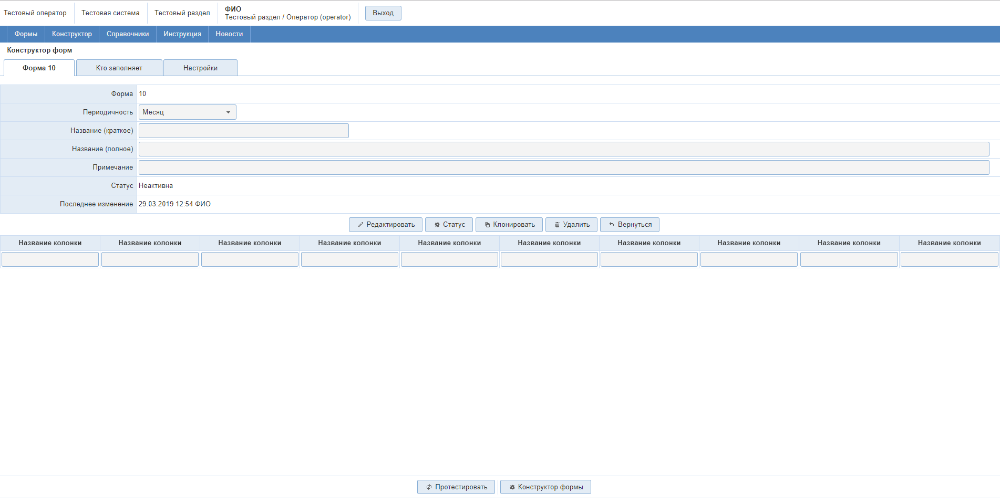 Тестовый оператор
Тестовая система
Тестовый раздел
ФИО
Тестовый раздел / Оператор (operator)
Выход
Формы
Конструктор
Справочники
Инструкция
Новости
Конструктор форм
Форма 10
Кто заполняет
Настройки
Форма 10
Периодичность Месяц
Название (краткое)
Название (полное)
Примечание
Статус Неактивна
Последнее изменение 29.03.2019 12:54 ФИО
Редактировать
Статус
Клонировать
Удалить
Вернуться
Название колонки
Название колонки
Название колонки
Название колонки
Название колонки
Название колонки
Название колонки
Название колонки
Название колонки
Название колонки
Протестировать
Конструктор формы